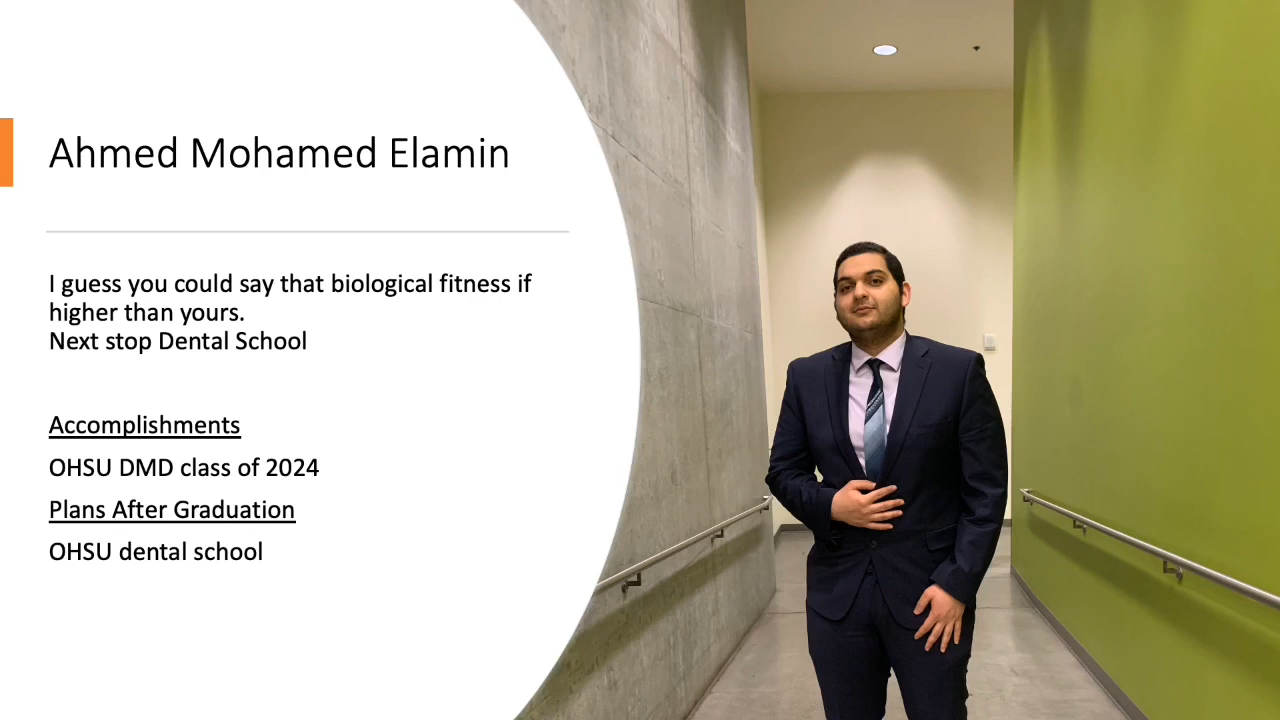 Ahmed Mohamed Elamin
I guess you could say that biological fitness if
higher than yours.
Next stop Dental School
Accomplishments
OHSU DMD class of 2024
Plans After Graduation
OHSU dental school